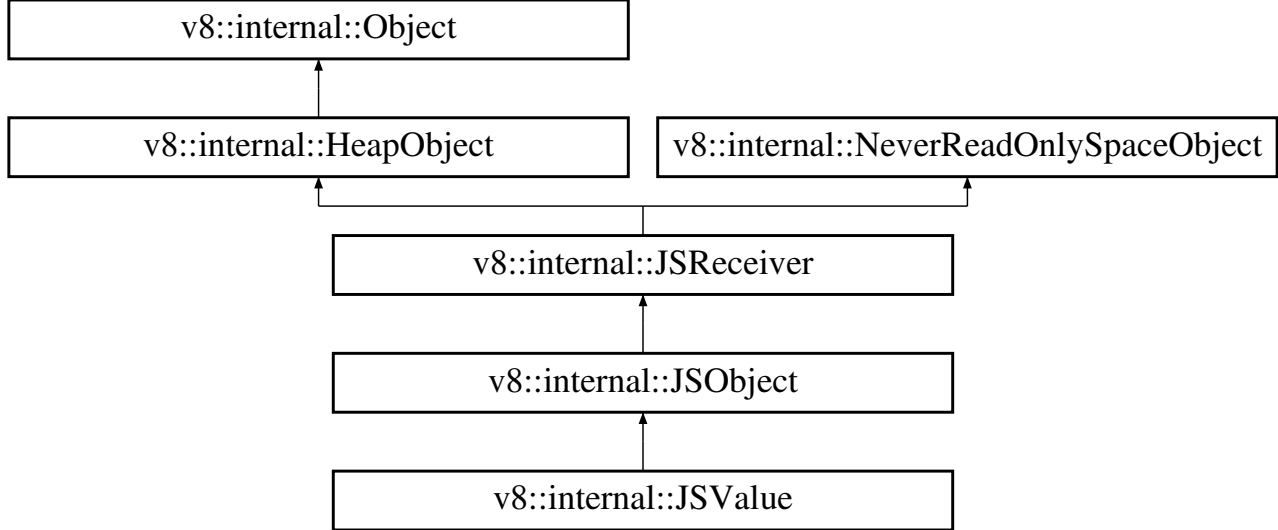 v8::internal::Object
v8::internal::HeapObject
v8::internal::NeverReadOnlySpaceObject
v8::internal::JSReceiver
v8::internal::JSObject
v8::internal::JSValue